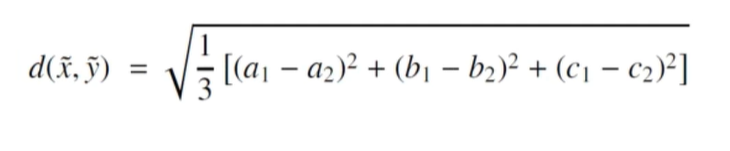 d(x̃, ỹ) = √(1/3 [(a₁ − a₂)² + (b₁ − b₂)² + (c₁ − c₂)²])